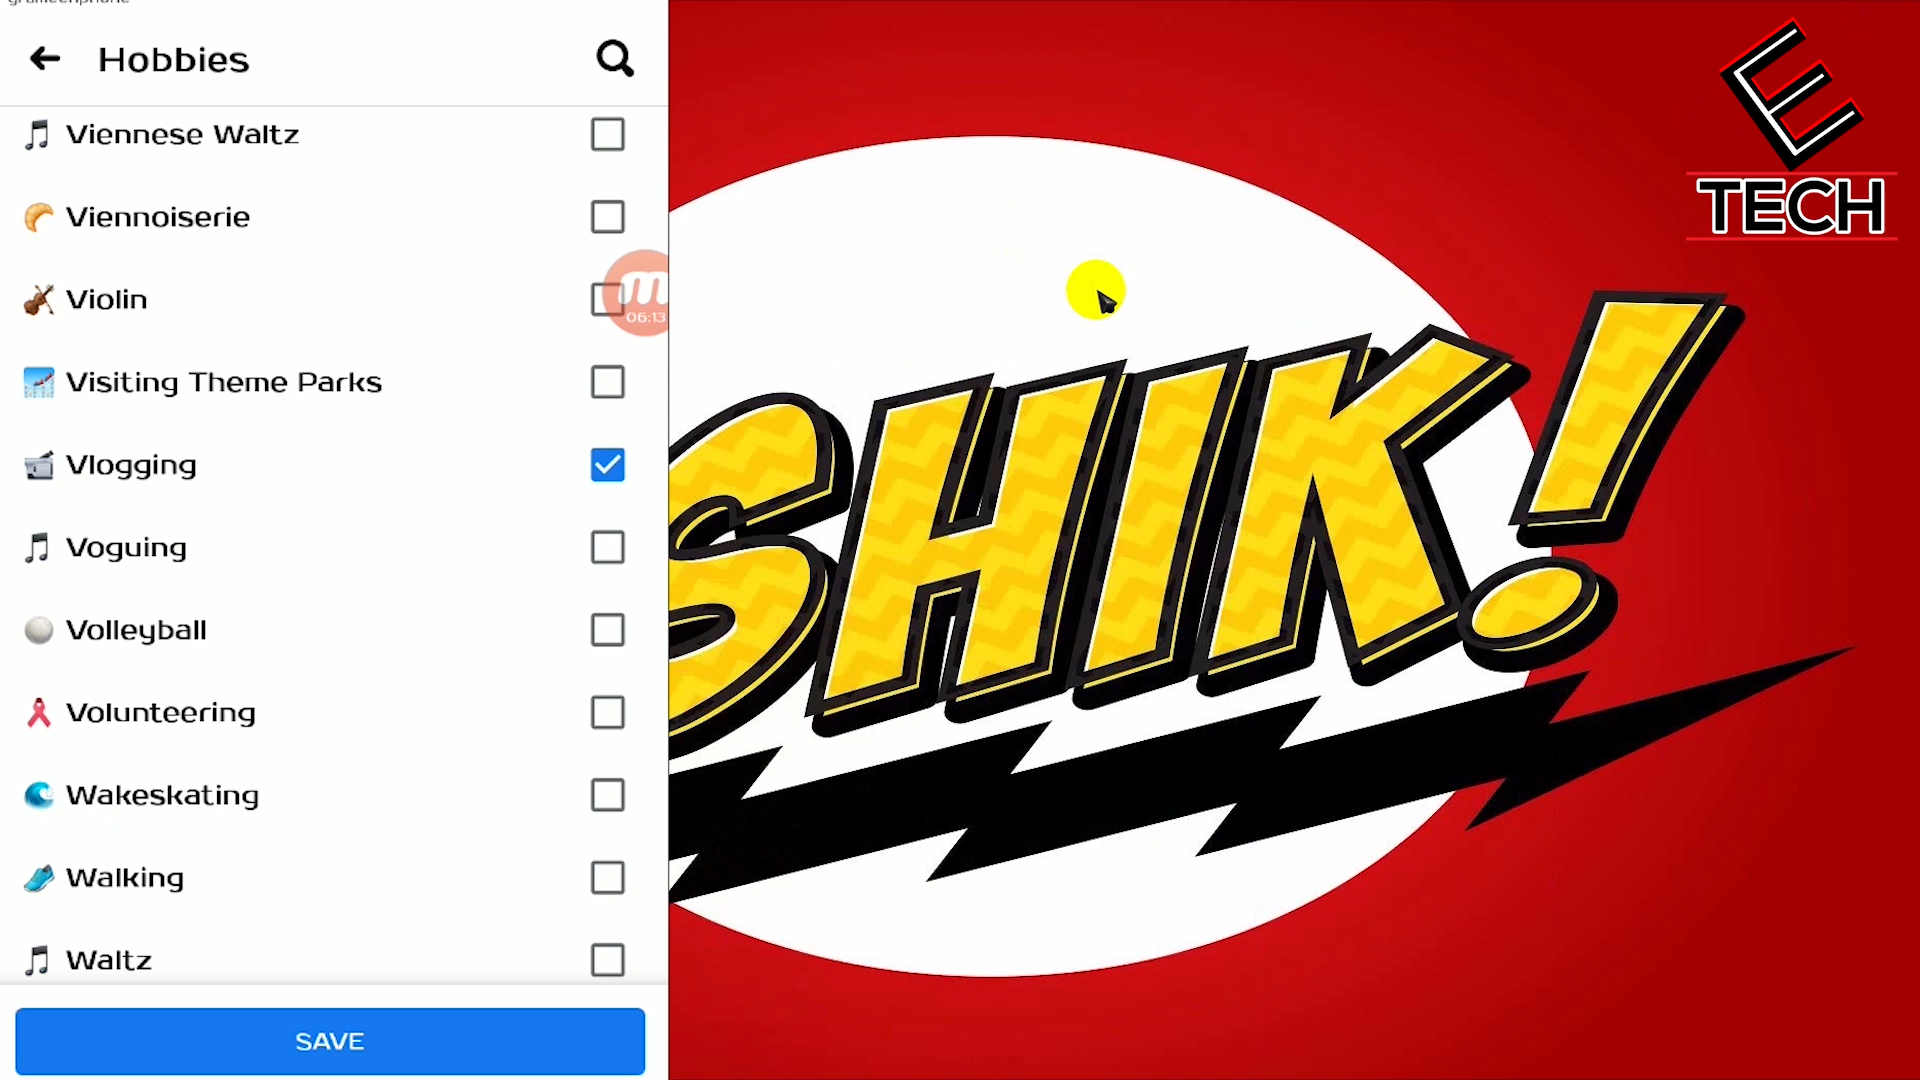 Hobbies
Viennese Waltz
Viennoiserie
Violin
06:13
Visiting Theme Parks
Vlogging
Voguing
Volleyball
Volunteering
Wakeskating
Walking
Waltz
SAVE
SHIK!
E
TECH